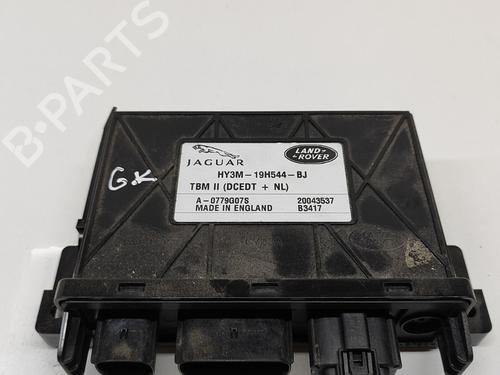 B-PARTS
JAGUAR
LAND-
ROVER
HY3M-19H544-BJ
TBM II (DCEDT + NL)
A-0779G07S 20043537
MADE IN ENGLAND B3417
G.K